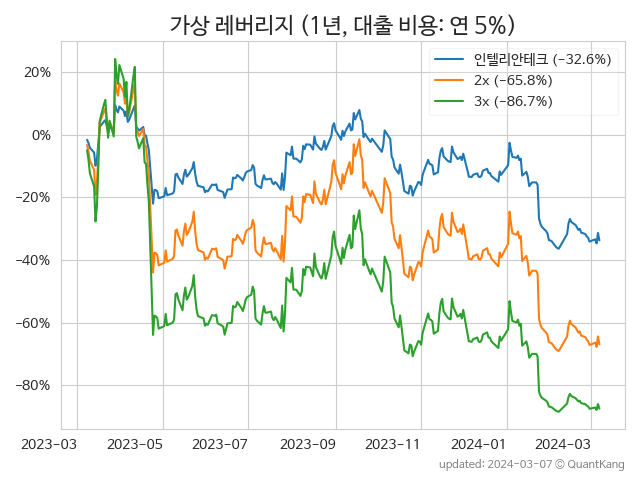 가상 레버리지 (1년, 대출 비용: 연 5%)
인텔리안테크 (−32.6%)
2x (−65.8%)
3x (−86.7%)
20%
0%
−20%
−40%
−60%
−80%
2023−03 2023−05 2023−07 2023−09 2023−11 2024−01 2024−03
updated: 2024-03-07 © QuantKang